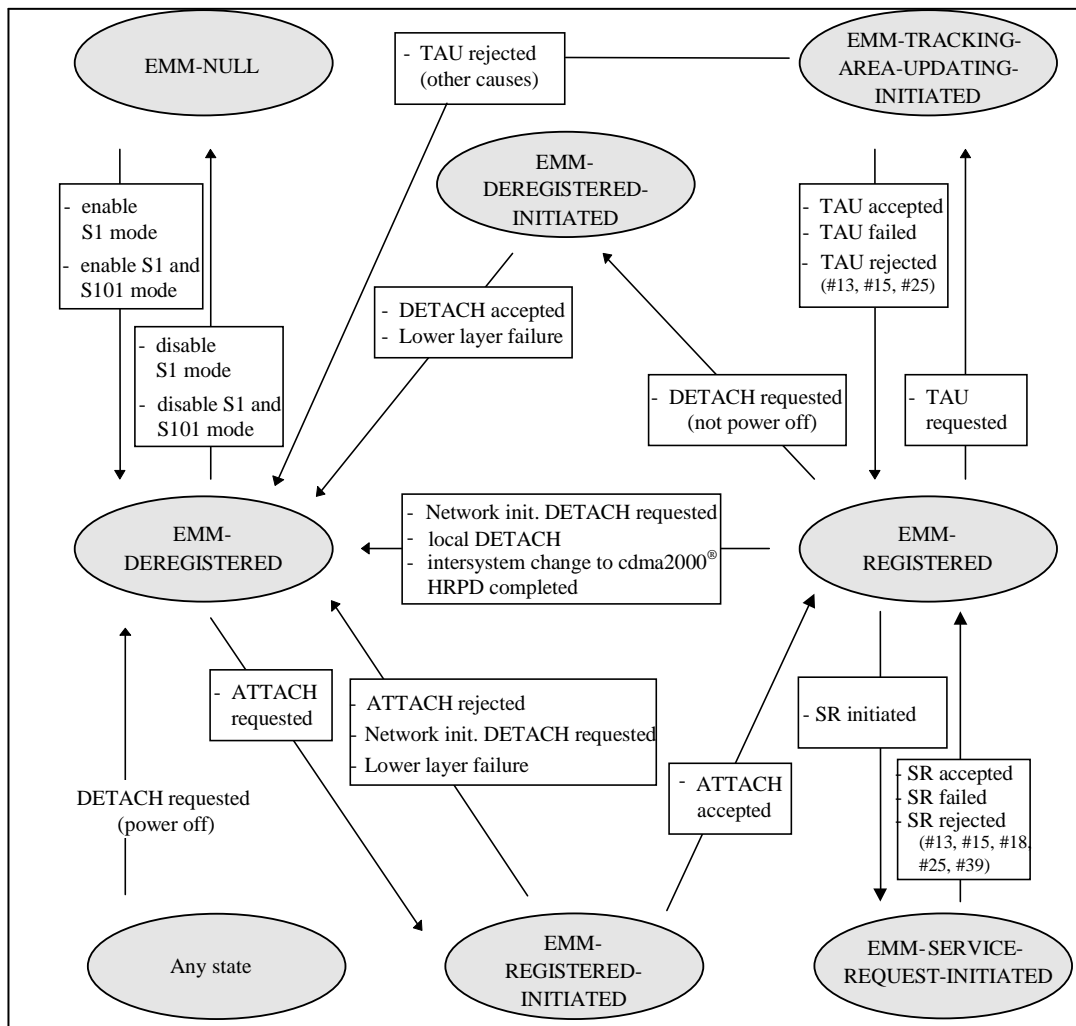 EMM-NULL
- TAU rejected
(other causes)
EMM-TRACKING-
AREA-UPDATING-
INITIATED
EMM-
DEREGISTERED-
INITIATED
- enable
S1 mode
- enable S1 and
S101 mode
- TAU accepted
- TAU failed
- TAU rejected
(#13, #15, #25)
- DETACH accepted
- Lower layer failure
- disable
S1 mode
- disable S1 and
S101 mode
- DETACH requested
(not power off)
- TAU
requested
EMM-
DEREGISTERED
- Network init. DETACH requested
- local DETACH
- intersystem change to cdma2000®
HRPD completed
EMM-
REGISTERED
- ATTACH
requested
- ATTACH rejected
- Network init. DETACH requested
- Lower layer failure
- SR initiated
- ATTACH
accepted
- SR accepted
- SR failed
- SR rejected
(#13, #15, #18,
#25, #39)
DETACH requested
(power off)
Any state
EMM-
REGISTERED-
INITIATED
EMM-SERVICE-
REQUEST-INITIATED